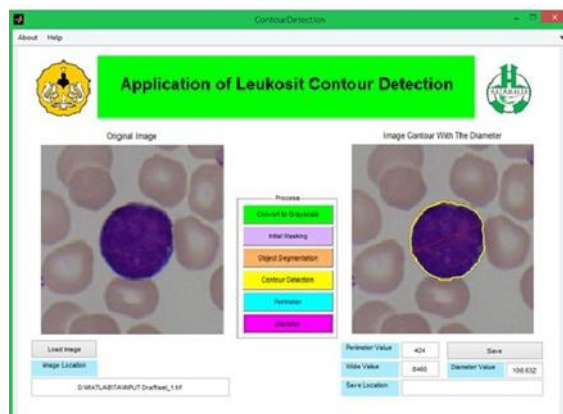 ContourDetection
About Help
Application of Leukosit Contour Detection
Original Image
Image Contour With The Diameter
Process
Convert to Grayscale
Initial Masking
Object Segmentation
Contour Detection
Perimeter
Diameter
Load Image
Image Location
Perimeter Value 404 Save
Wide Value 8460 Diameter Value
Save Location